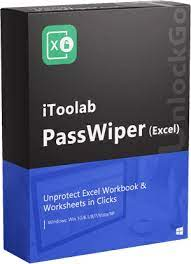 X
iToolab
PassWiper (Excel)
Unprotect Excel Workbook &
Worksheets in Clicks
UnlockGo